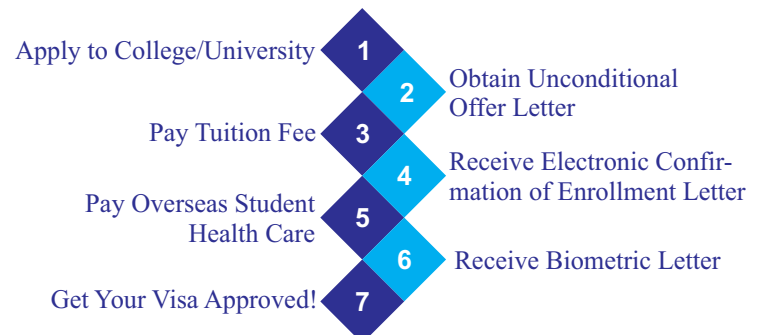 Apply to College/University
1
2
Obtain Unconditional
Offer Letter
Pay Tuition Fee
3
4
Receive Electronic Confir-
mation of Enrollment Letter
Pay Overseas Student
Health Care
5
6
Receive Biometric Letter
Get Your Visa Approved!
7